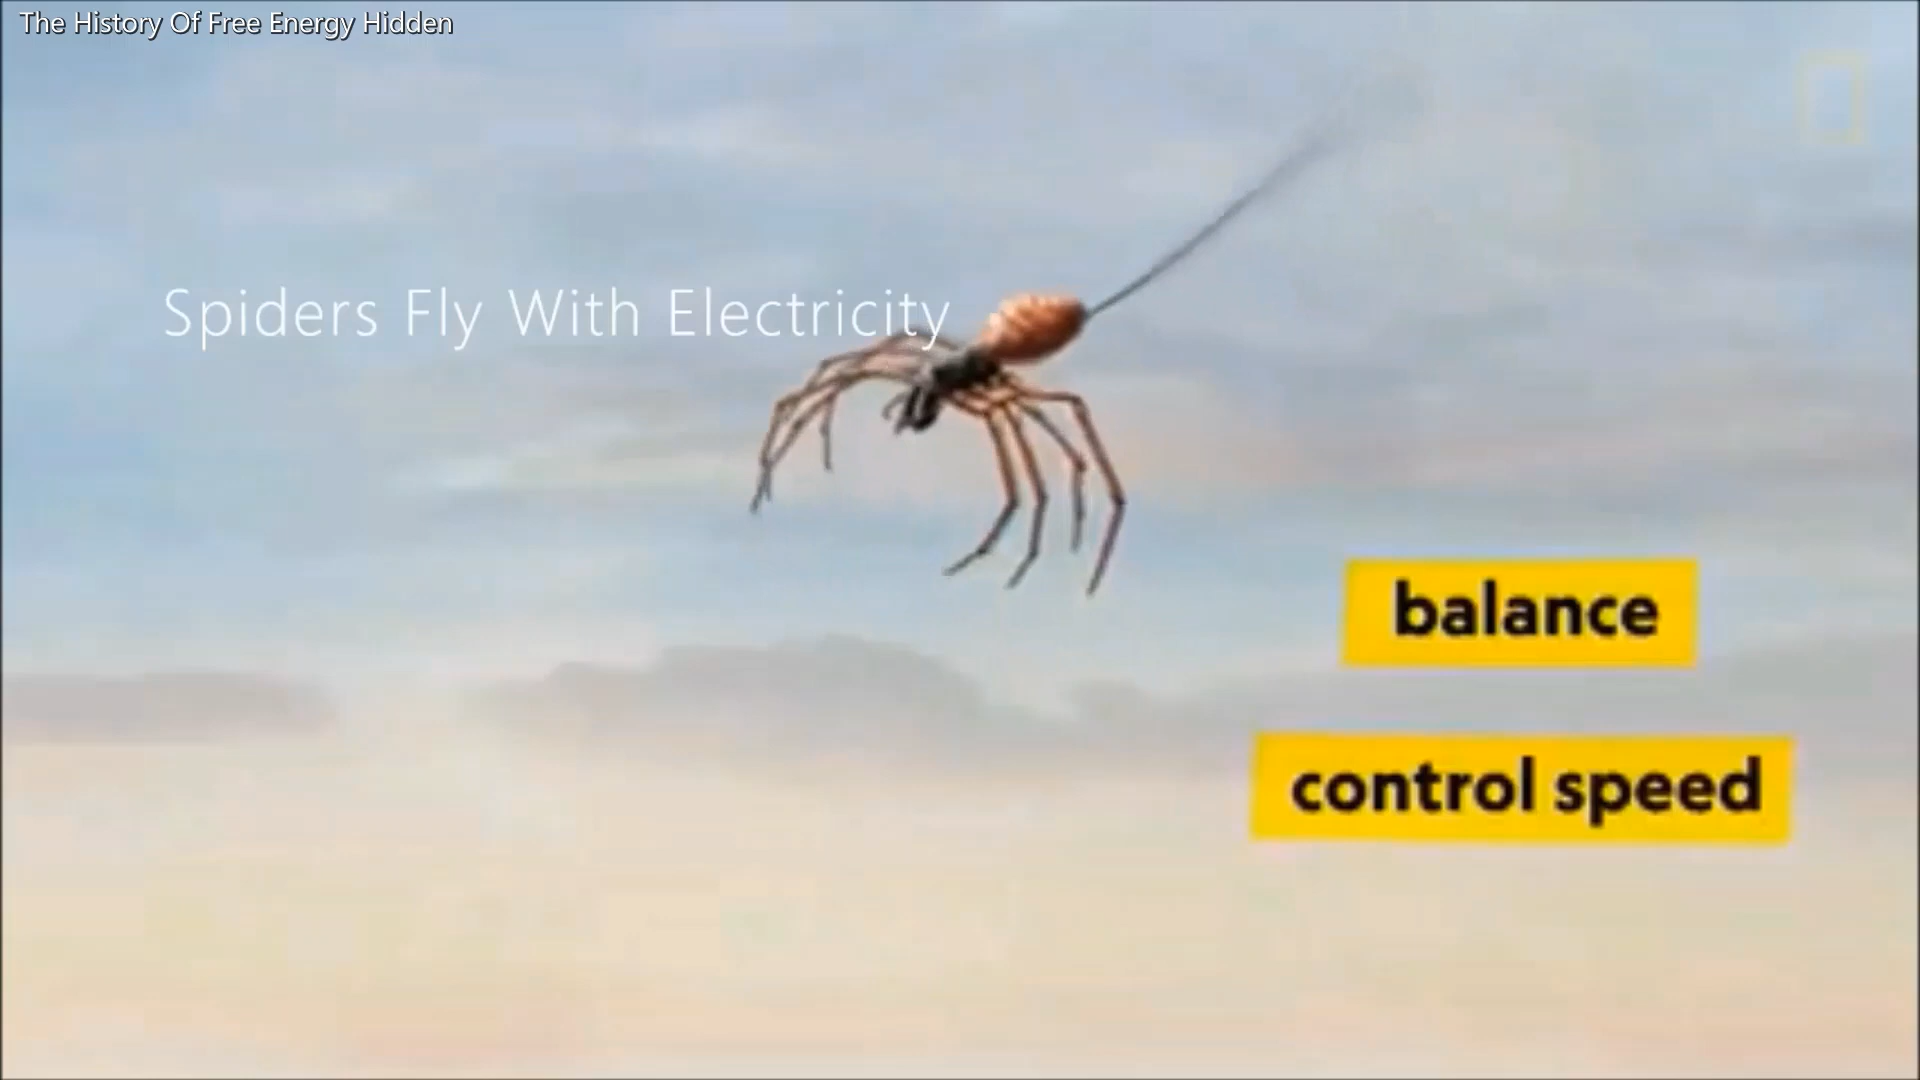 The History Of Free Energy Hidden
Spiders Fly With Electricity
balance
control speed